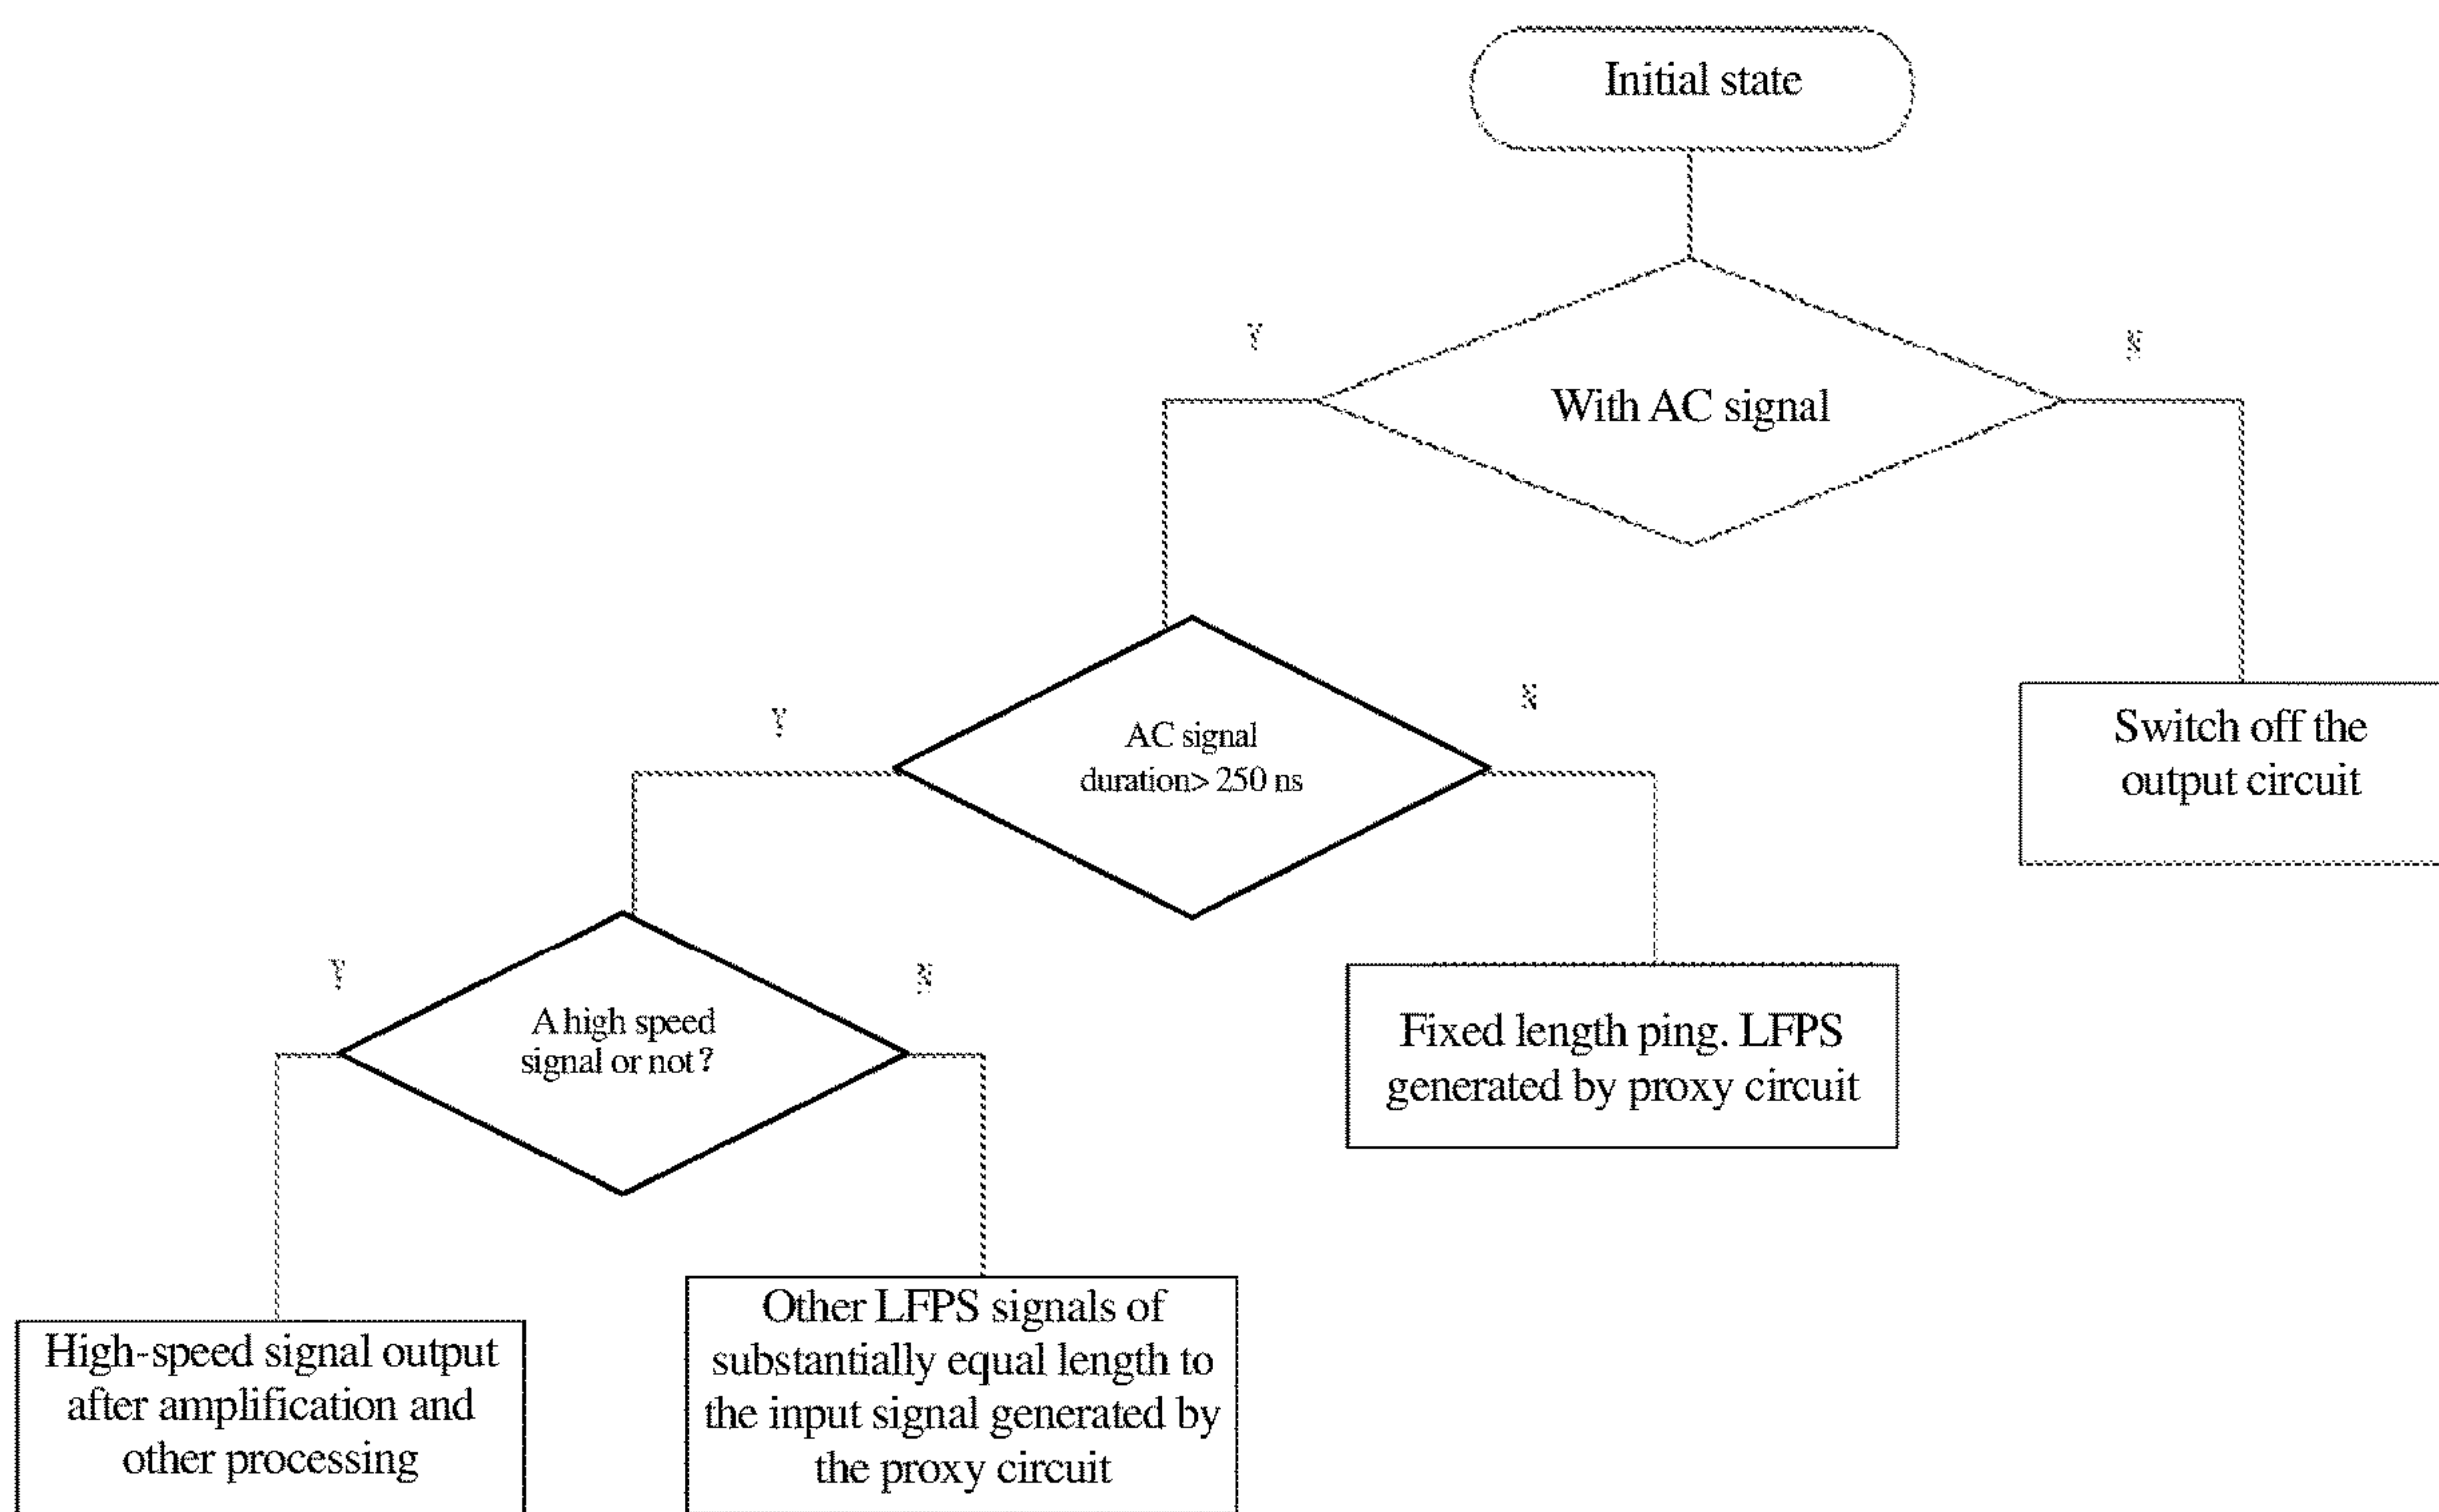 Initial state
Y
N
With AC signal
Y
N
AC signal
duration> 250 ns
Switch off the
output circuit
Y
N
A high speed
signal or not?
Fixed length ping. LFPS
generated by proxy circuit
High-speed signal output
after amplification and
other processing
Other LFPS signals of
substantially equal length to
the input signal generated by
the proxy circuit